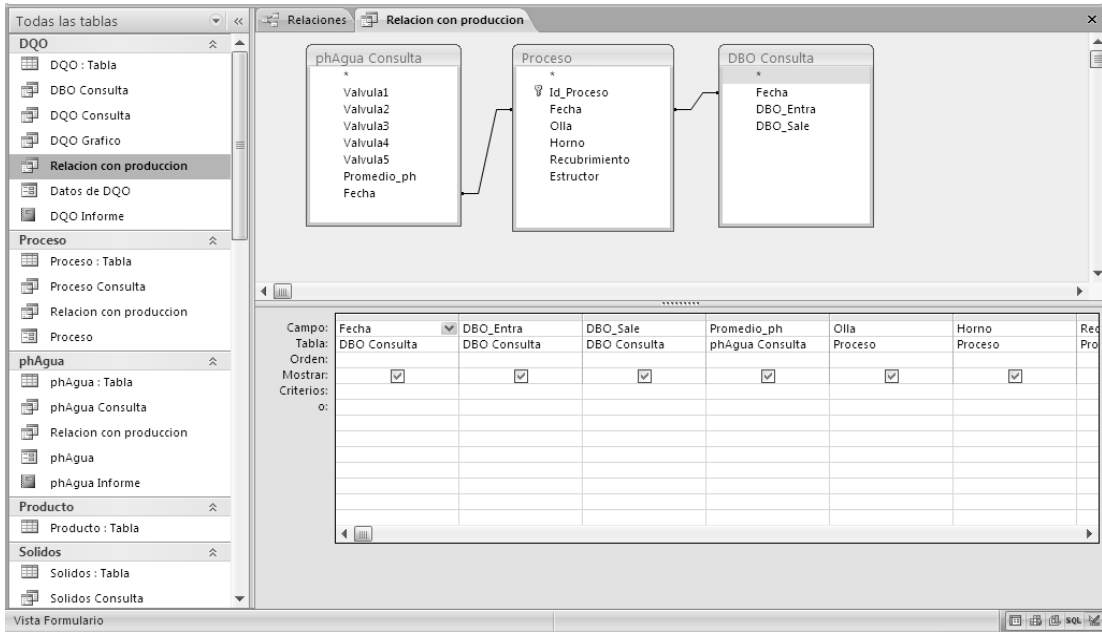 Todas las tablas
DQO
DQO : Tabla
DBO Consulta
DQO Consulta
DQO Grafico
Relacion con produccion
Datos de DQO
DQO Informe
Proceso
Proceso : Tabla
Proceso Consulta
Relacion con produccion
Proceso
phAgua
phAgua : Tabla
phAgua Consulta
Relacion con produccion
phAgua
phAgua Informe
Producto
Producto : Tabla
Solidos
Solidos : Tabla
Solidos Consulta
Relaciones
Relacion con produccion
phAgua Consulta
*
Valvula1
Valvula2
Valvula3
Valvula4
Valvula5
Promedio_ph
Fecha
Proceso
*
Id_Proceso
Fecha
Olla
Horno
Recubrimiento
Estructor
DBO Consulta
*
Fecha
DBO_Entra
DBO_Sale
Campo: Fecha DBO_Entra DBO_Sale Promedio_ph Olla Horno Rec
Tabla: DBO Consulta DBO Consulta DBO Consulta phAgua Consulta Proceso Proceso Pro
Orden:
Mostrar:
Criterios:
o:
Vista Formulario
SQL